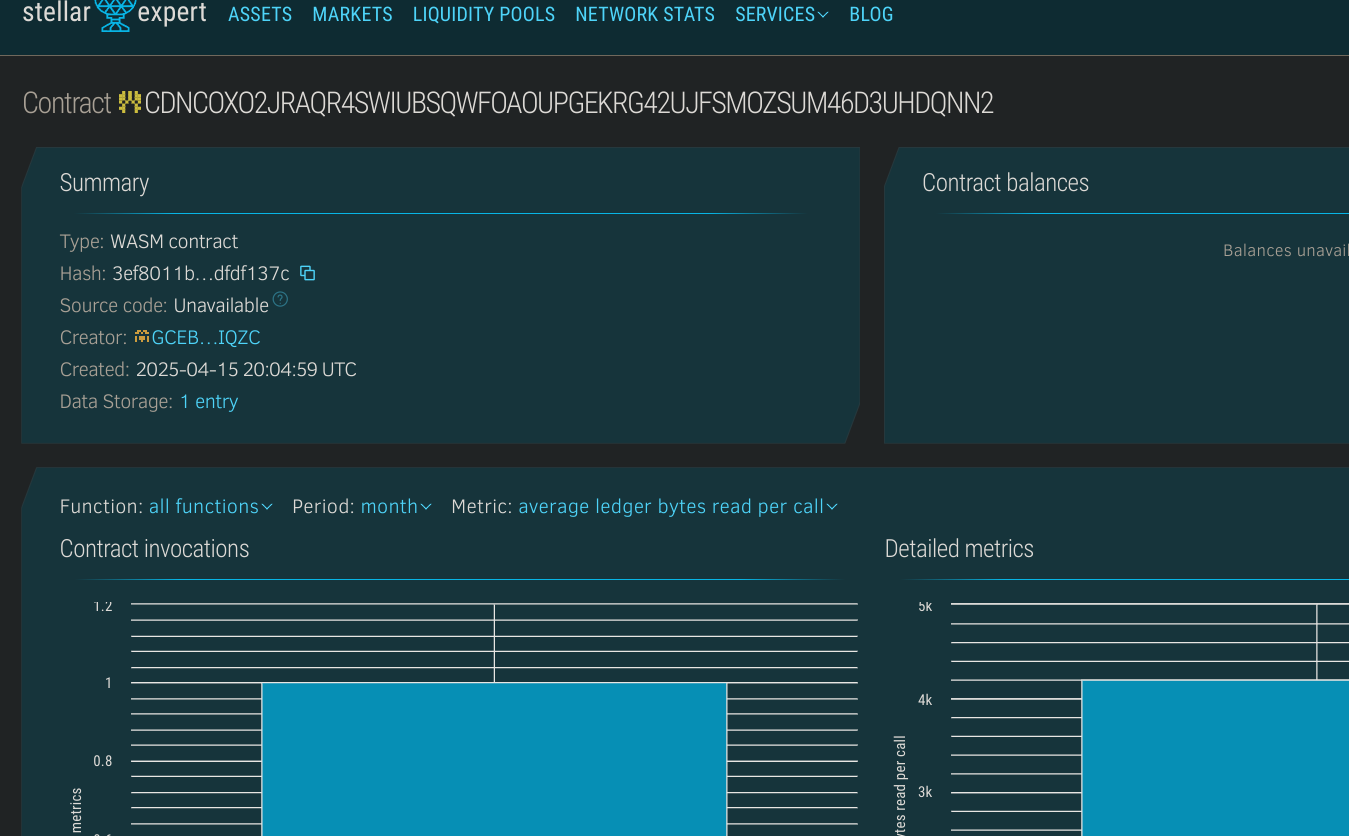 stellar expert ASSETS MARKETS LIQUIDITY POOLS NETWORK STATS SERVICES BLOG
Contract CDNCOXO2JRAQR4SWIUBSQWFOAOUPGEKRG42UJFSMOZSUM46D3UHDQNN2
Summary
Type: WASM contract
Hash: 3ef8011b...dfdf137c
Source code: Unavailable ?
Creator: GCEB...IQZC
Created: 2025-04-15 20:04:59 UTC
Data Storage: 1 entry
Contract balances
Balances unavail
Function: all functions Period: month Metric: average ledger bytes read per call
Contract invocations
1.2
1
0.8
metrics
Detailed metrics
5k
4k
3k
tes read per call